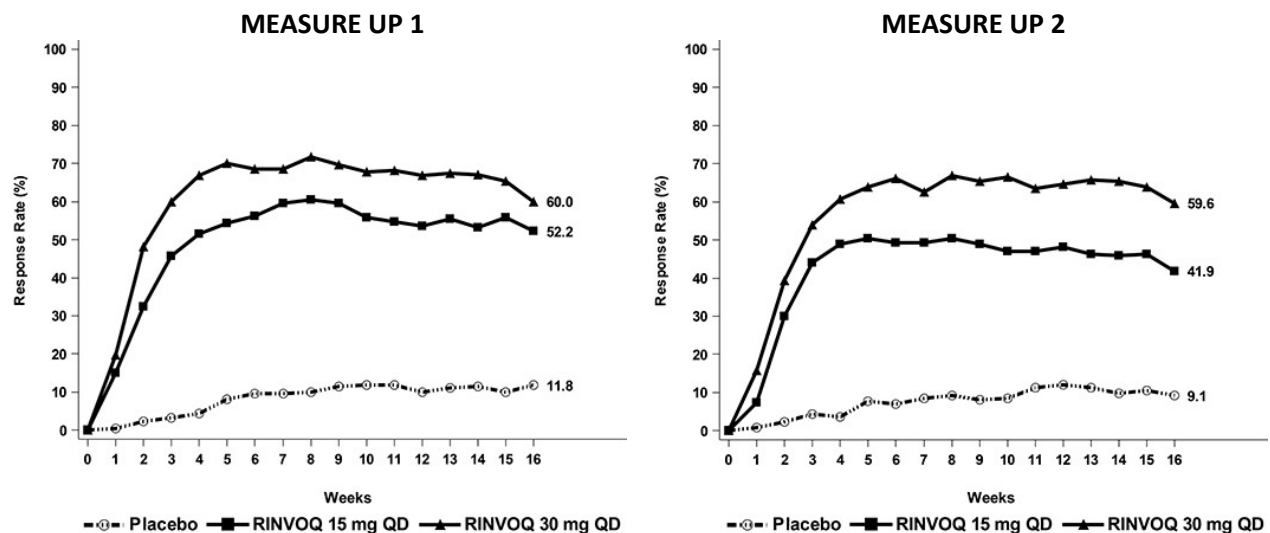 MEASURE UP 1
100
90
80
70
60
50
40
30
20
10
0
Response Rate (%)
60.0
52.2
11.8
0 1 2 3 4 5 6 7 8 9 10 11 12 13 14 15 16
Weeks
Placebo RINVOQ 15 mg QD RINVOQ 30 mg QD
MEASURE UP 2
100
90
80
70
60
50
40
30
20
10
0
Response Rate (%)
59.6
41.9
9.1
0 1 2 3 4 5 6 7 8 9 10 11 12 13 14 15 16
Weeks
Placebo RINVOQ 15 mg QD RINVOQ 30 mg QD